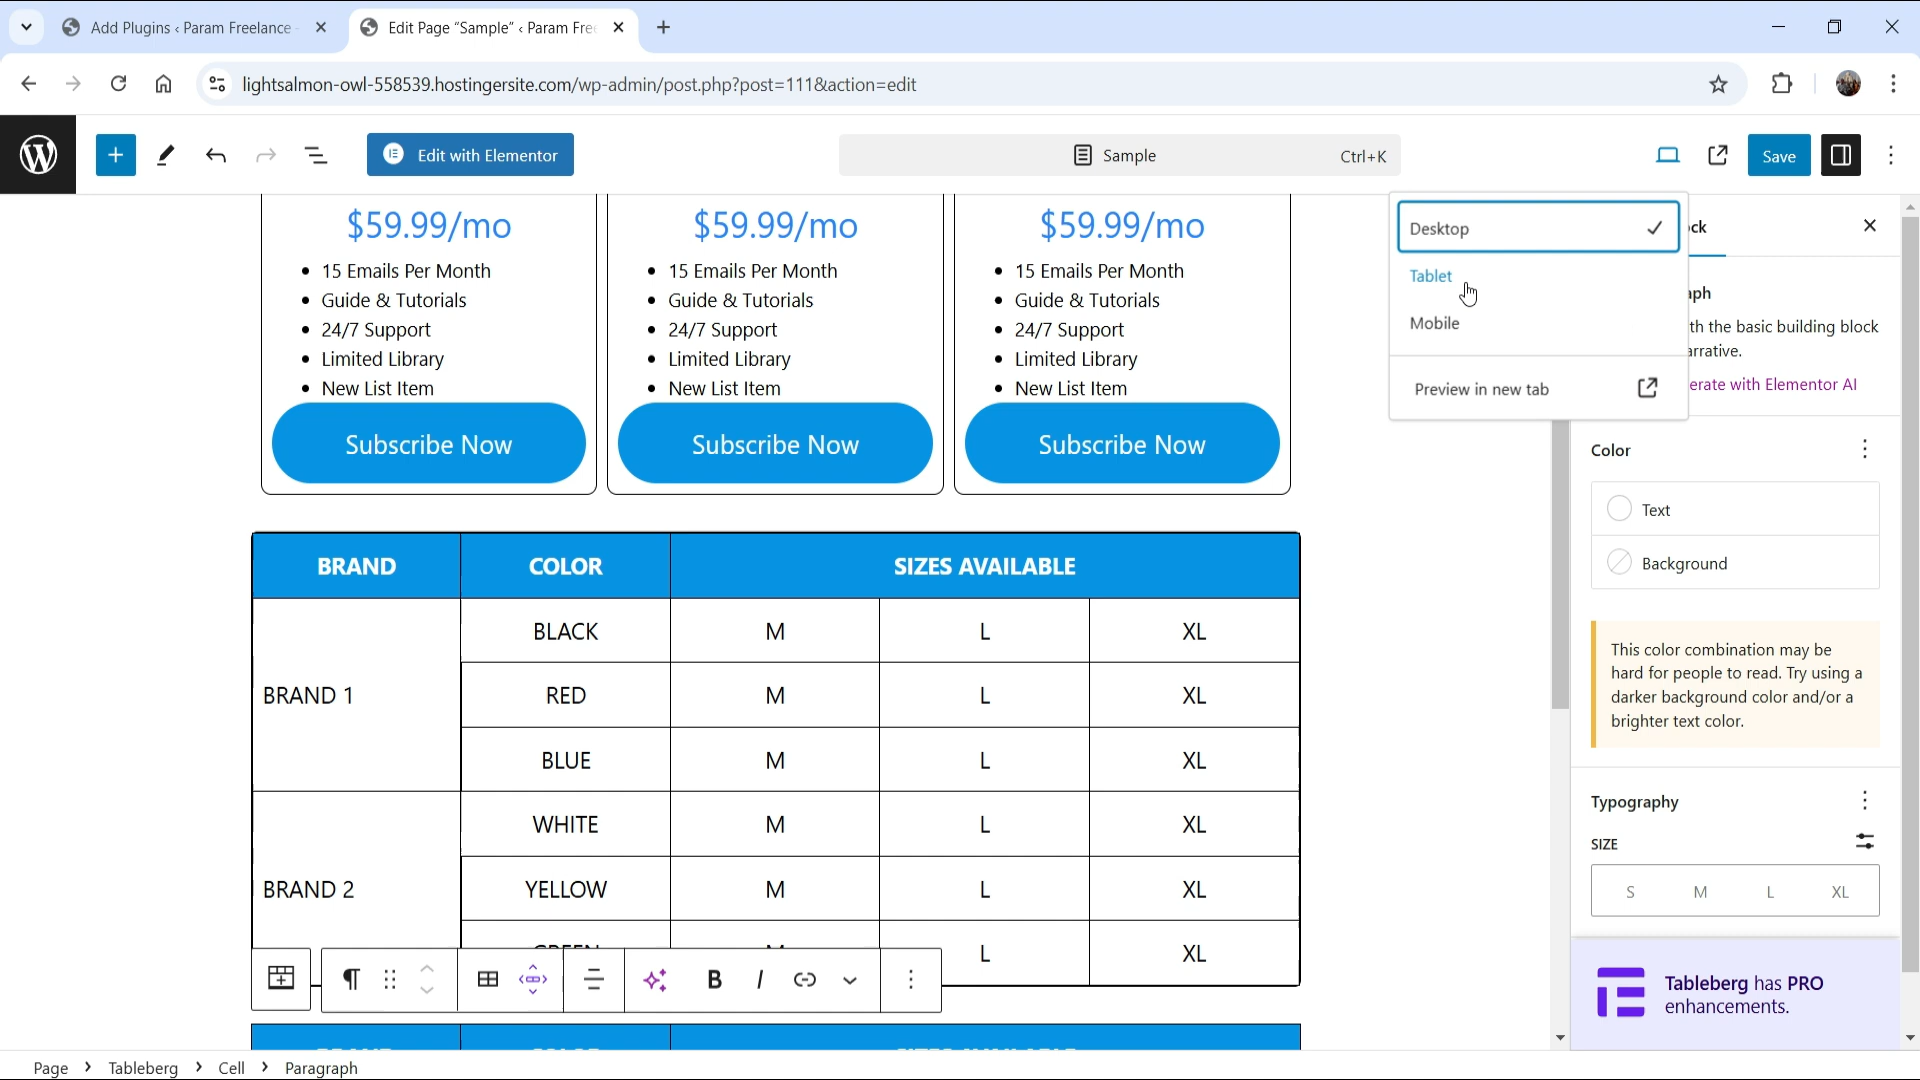 Add Plugins ‹ Param Freelance -
Edit Page “Sample” ‹ Param Free
lightsalmon-owl-558539.hostingersite.com/wp-admin/post.php?post=111&action=edit
Edit with Elementor
Sample
Ctrl+K
Save
$59.99/mo $59.99/mo $59.99/mo
15 Emails Per Month 15 Emails Per Month 15 Emails Per Month
Guide & Tutorials Guide & Tutorials Guide & Tutorials
24/7 Support 24/7 Support 24/7 Support
Limited Library Limited Library Limited Library
New List Item New List Item New List Item
Subscribe Now Subscribe Now Subscribe Now
BRAND COLOR SIZES AVAILABLE
BLACK M L XL
BRAND 1 RED M L XL
BLUE M L XL
WHITE M L XL
BRAND 2 YELLOW M L XL
L XL
B I
Desktop
Tablet
Mobile
Preview in new tab
ck
aph
th the basic building block
arrative.
erate with Elementor AI
Color
Text
Background
This color combination may be
hard for people to read. Try using a
darker background color and/or a
brighter text color.
Typography
SIZE
S M L XL
Tableberg has PRO
enhancements.
Page > Tableberg > Cell > Paragraph